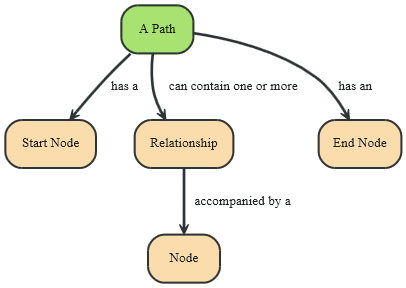 A Path
has a
can contain one or more
has an
Start Node
Relationship
End Node
accompanied by a
Node